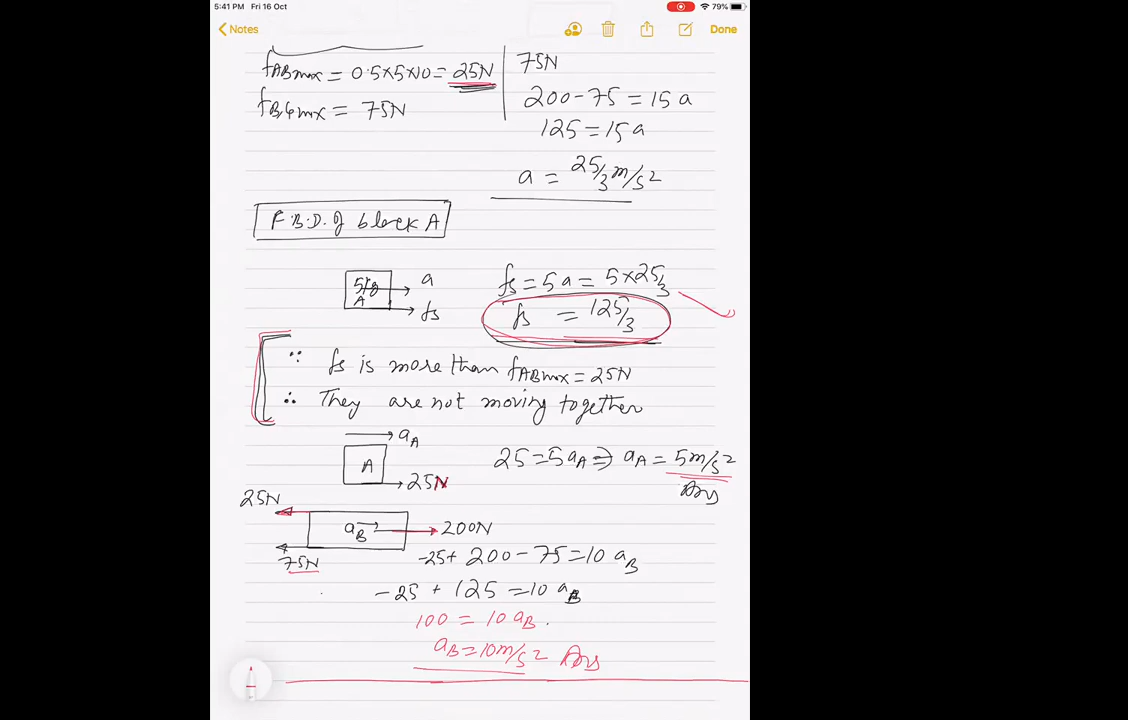 5:41 PM Fri 16 Oct
79%
Notes
Done
fABmax = 0.5×5×10 = 25N
fB,Gmax = 75N
75N
200-75 = 15 a
125 = 15 a
a = 25/3 m/s2
F.B.D. of block A
5kg
A
a
fs
fs = 5a = 5×25/3
fs = 125/3
∵ fs is more than fABmax = 25N
∴ They are not moving together
aA
A
25N
25 = 5aA ⇒ aA = 5m/s2
Ans
25N
aB
200N
75N
-25+ 200-75 = 10 aB
-25 + 125 = 10 aB
100 = 10 aB.
aB = 10m/s2 Ans